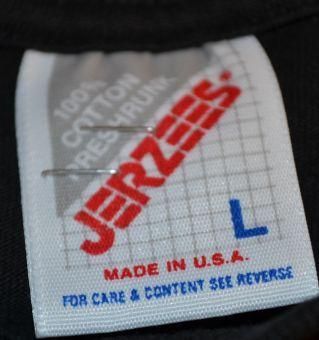 100%
COTTON
PRESHRUNK
JERZEES
L
MADE IN U.S.A.
FOR CARE & CONTENT SEE REVERSE